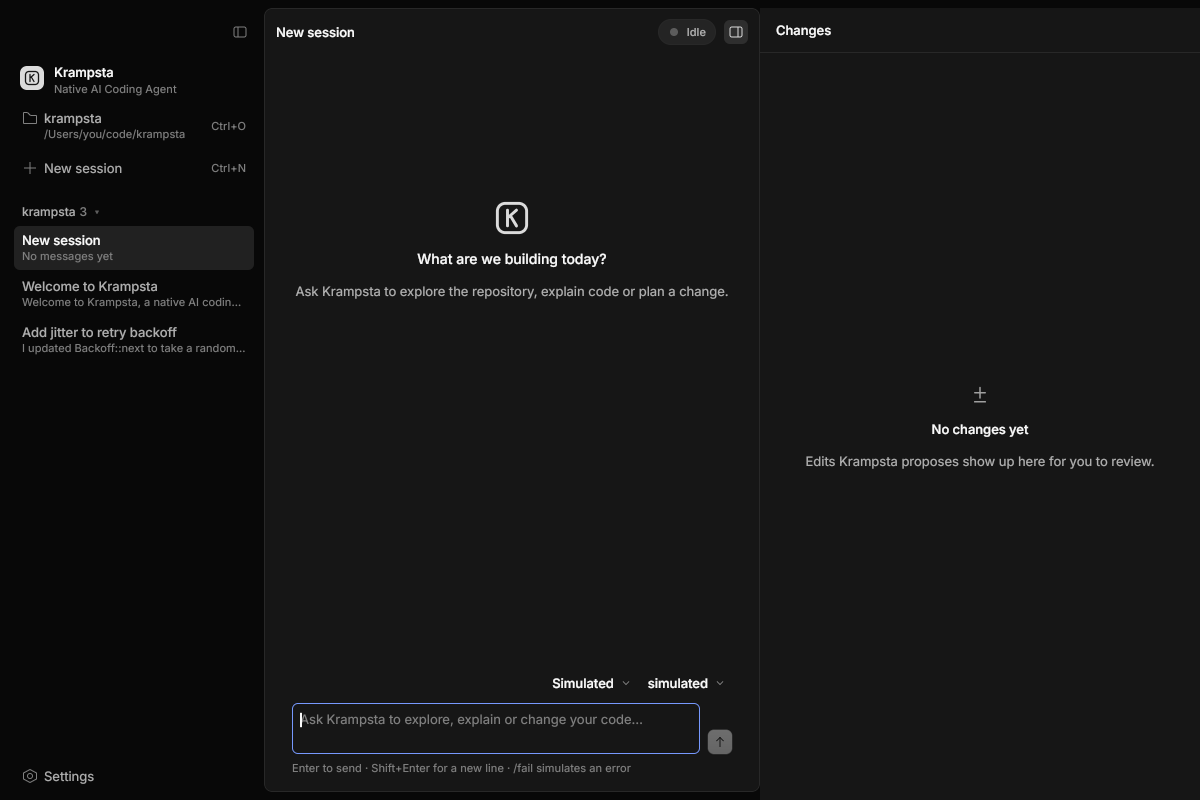 Krampsta
Native AI Coding Agent
krampsta
/Users/you/code/krampsta
Ctrl+O
New session
Ctrl+N
krampsta 3
New session
No messages yet
Welcome to Krampsta
Welcome to Krampsta, a native AI codin...
Add jitter to retry backoff
I updated Backoff::next to take a random...
Settings
New session
Idle
K
What are we building today?
Ask Krampsta to explore the repository, explain code or plan a change.
Simulated
simulated
Ask Krampsta to explore, explain or change your code...
Enter to send · Shift+Enter for a new line · /fail simulates an error
Changes
No changes yet
Edits Krampsta proposes show up here for you to review.